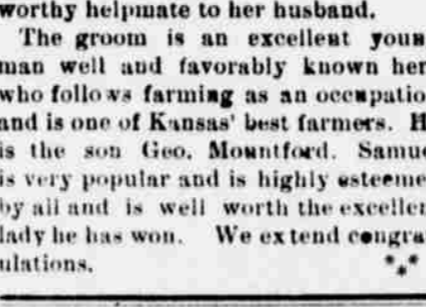 worthy helpmate to her husband.
The groom is an excellent youn
man well and favorably known her
who follows farming as an occupatio
and is one of Kansas' best farmers. H
is the son Geo. Mountford. Samue
is very popular and is highly esteeme
by all and is well worth the excellen
lady he has won. We extend congra
ulations. ***